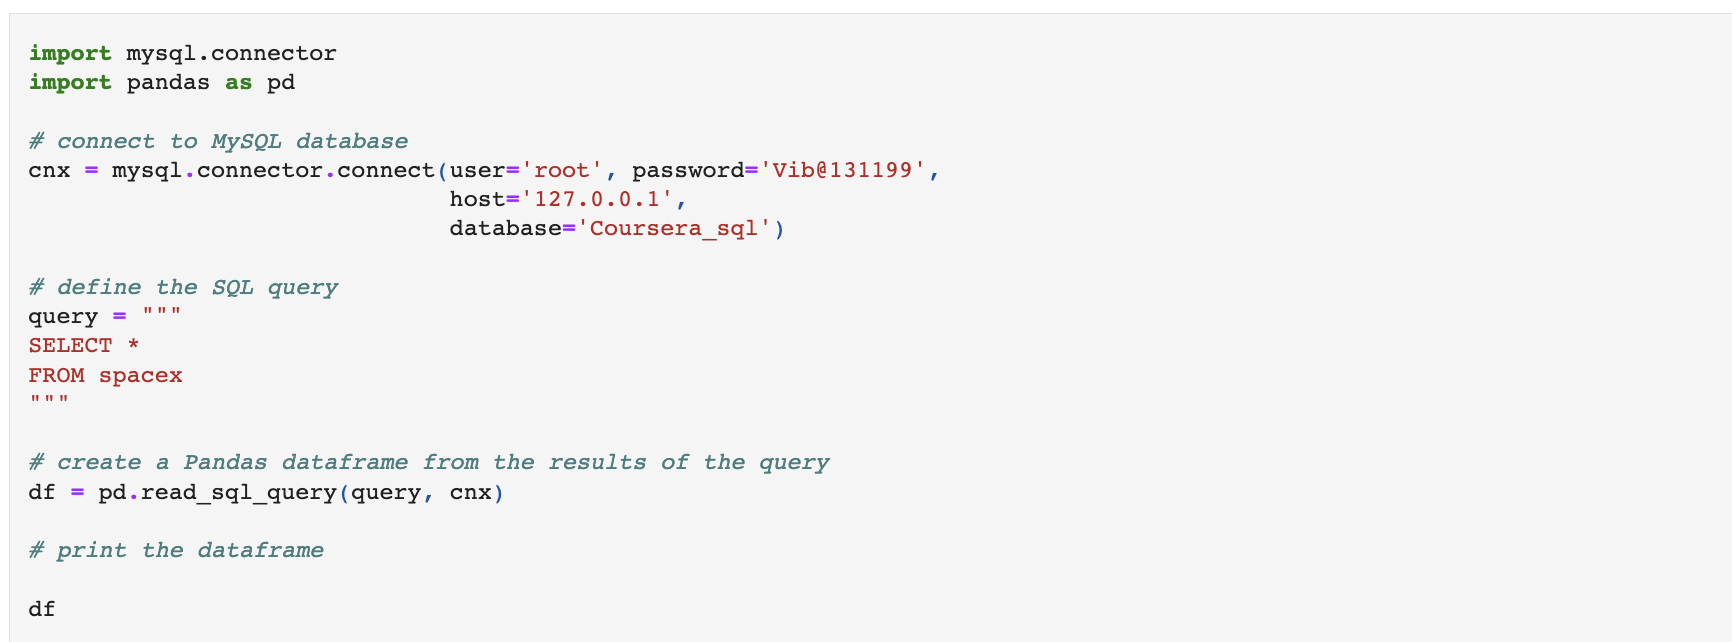 import mysql.connector
import pandas as pd
# connect to MySQL database
cnx = mysql.connector.connect(user='root', password='Vib@131199',
host='127.0.0.1',
database='Coursera_sql')
# define the SQL query
query = """
SELECT *
FROM spacex
"""
# create a Pandas dataframe from the results of the query
df = pd.read_sql_query(query, cnx)
# print the dataframe
df